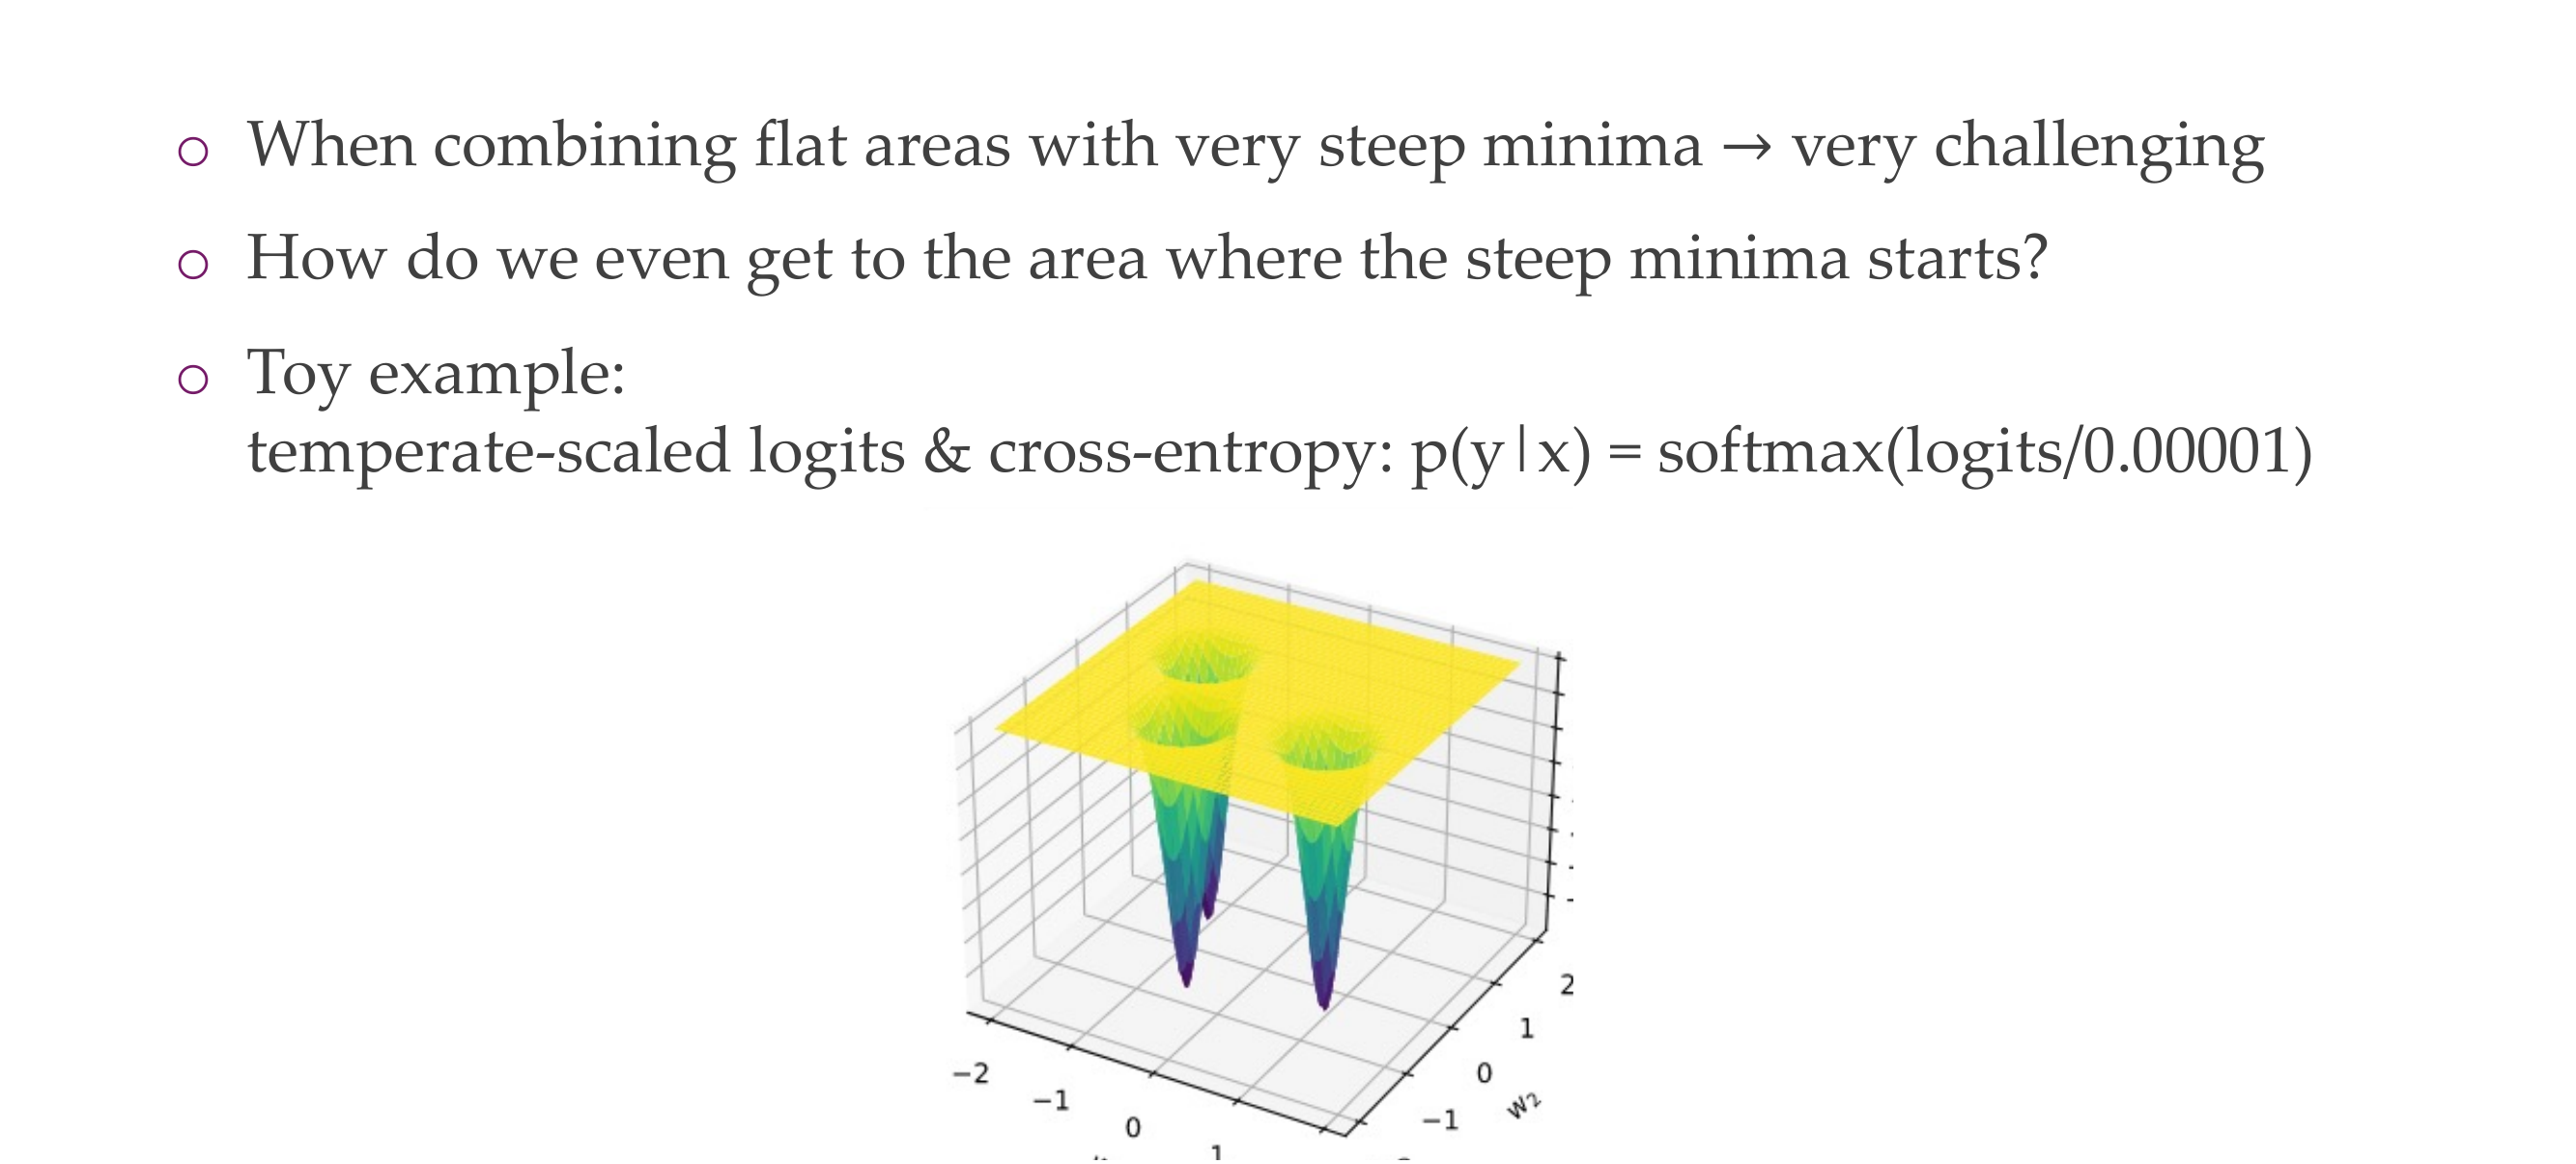 When combining flat areas with very steep minima → very challenging
How do we even get to the area where the steep minima starts?
Toy example:
temperate-scaled logits & cross-entropy: p(y|x) = softmax(logits/0.00001)
2
1
0
-1
w₂
−2
−1
0
1